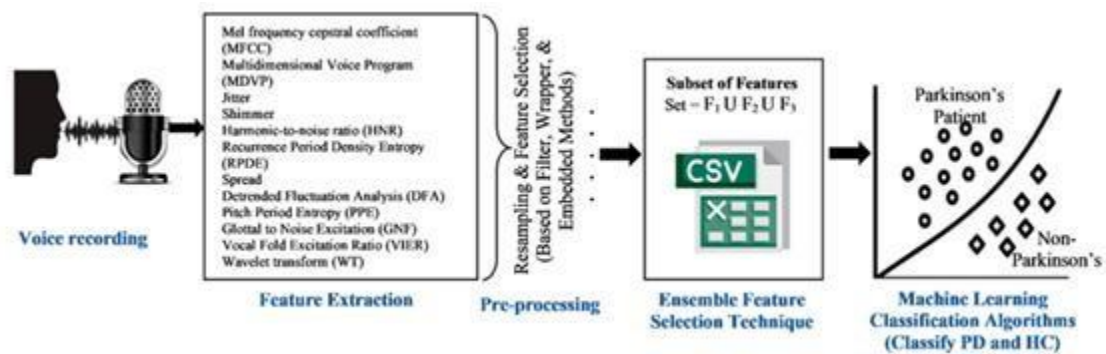 Mel frequency cepstral coefficient
(MFCC)
Multidimensional Voice Program
(MDVP)
Jitter
Shimmer
Harmonic-to-noise ratio (HNR)
Recurrence Period Density Entropy
(RPDE)
Spread
Detrended Fluctuation Analysis (DFA)
Pitch Period Entropy (PPE)
Glottal to Noise Excitation (GNF)
Vocal Fold Excitation Ratio (VIER)
Wavelet transform (WT)
Voice recording
Feature Extraction
Resampling & Feature Selection
(Based on Filter, Wrapper, &
Embedded Methods)
Pre-processing
Subset of Features
Set = F₁ U F₂ U F₃
CSV
Ensemble Feature
Selection Technique
Parkinson's
Patient
Non-
Parkinson's
Machine Learning
Classification Algorithms
(Classify PD and HC)